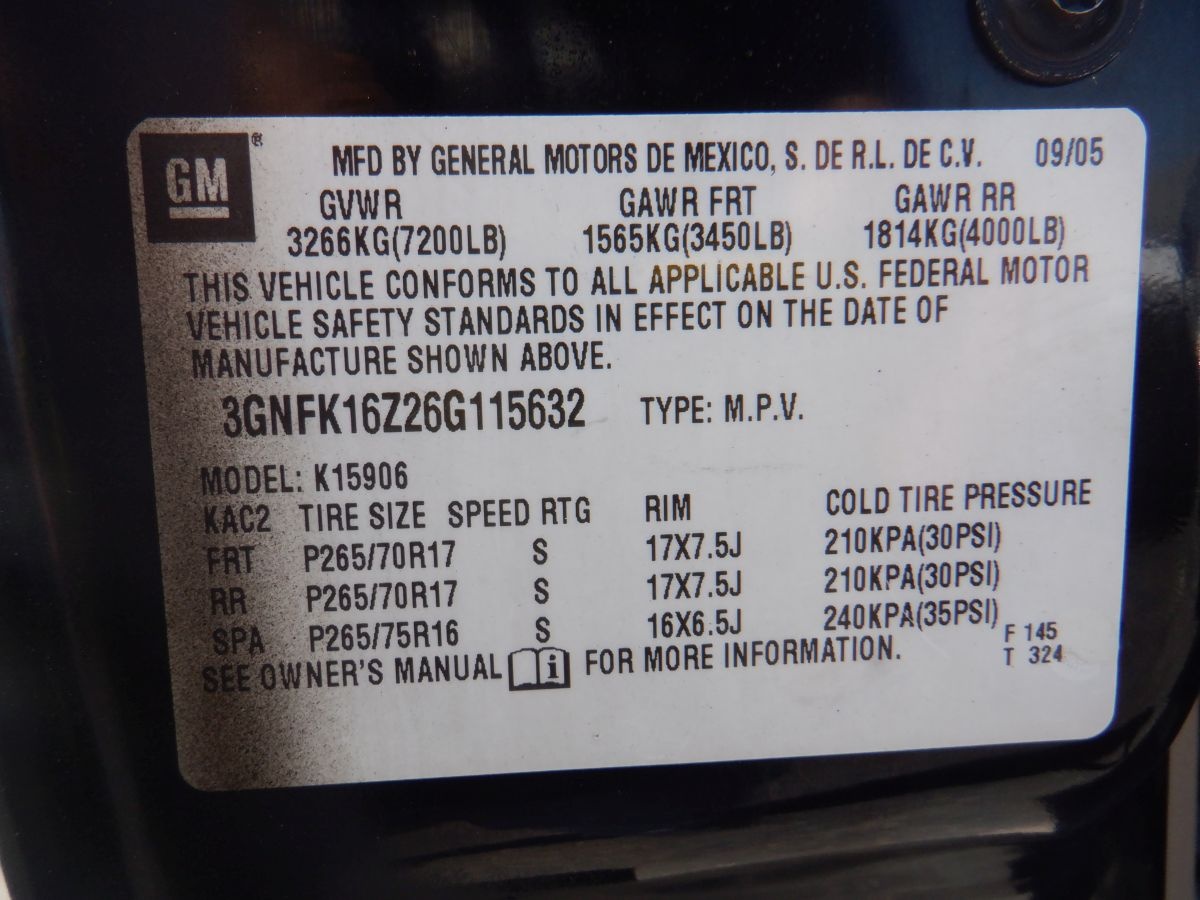 GM ®
MFD BY GENERAL MOTORS DE MEXICO, S. DE R.L. DE C.V. 09/05
GVWR GAWR FRT GAWR RR
3266KG(7200LB) 1565KG(3450LB) 1814KG(4000LB)
THIS VEHICLE CONFORMS TO ALL APPLICABLE U.S. FEDERAL MOTOR
VEHICLE SAFETY STANDARDS IN EFFECT ON THE DATE OF
MANUFACTURE SHOWN ABOVE.
3GNFK16Z26G115632 TYPE: M.P.V.
MODEL: K15906
KAC2 TIRE SIZE SPEED RTG RIM COLD TIRE PRESSURE
FRT P265/70R17 S 17X7.5J 210KPA(30PSI)
RR P265/70R17 S 17X7.5J 210KPA(30PSI)
SPA P265/75R16 S 16X6.5J 240KPA(35PSI)
F 145
SEE OWNER'S MANUAL i FOR MORE INFORMATION. T 324